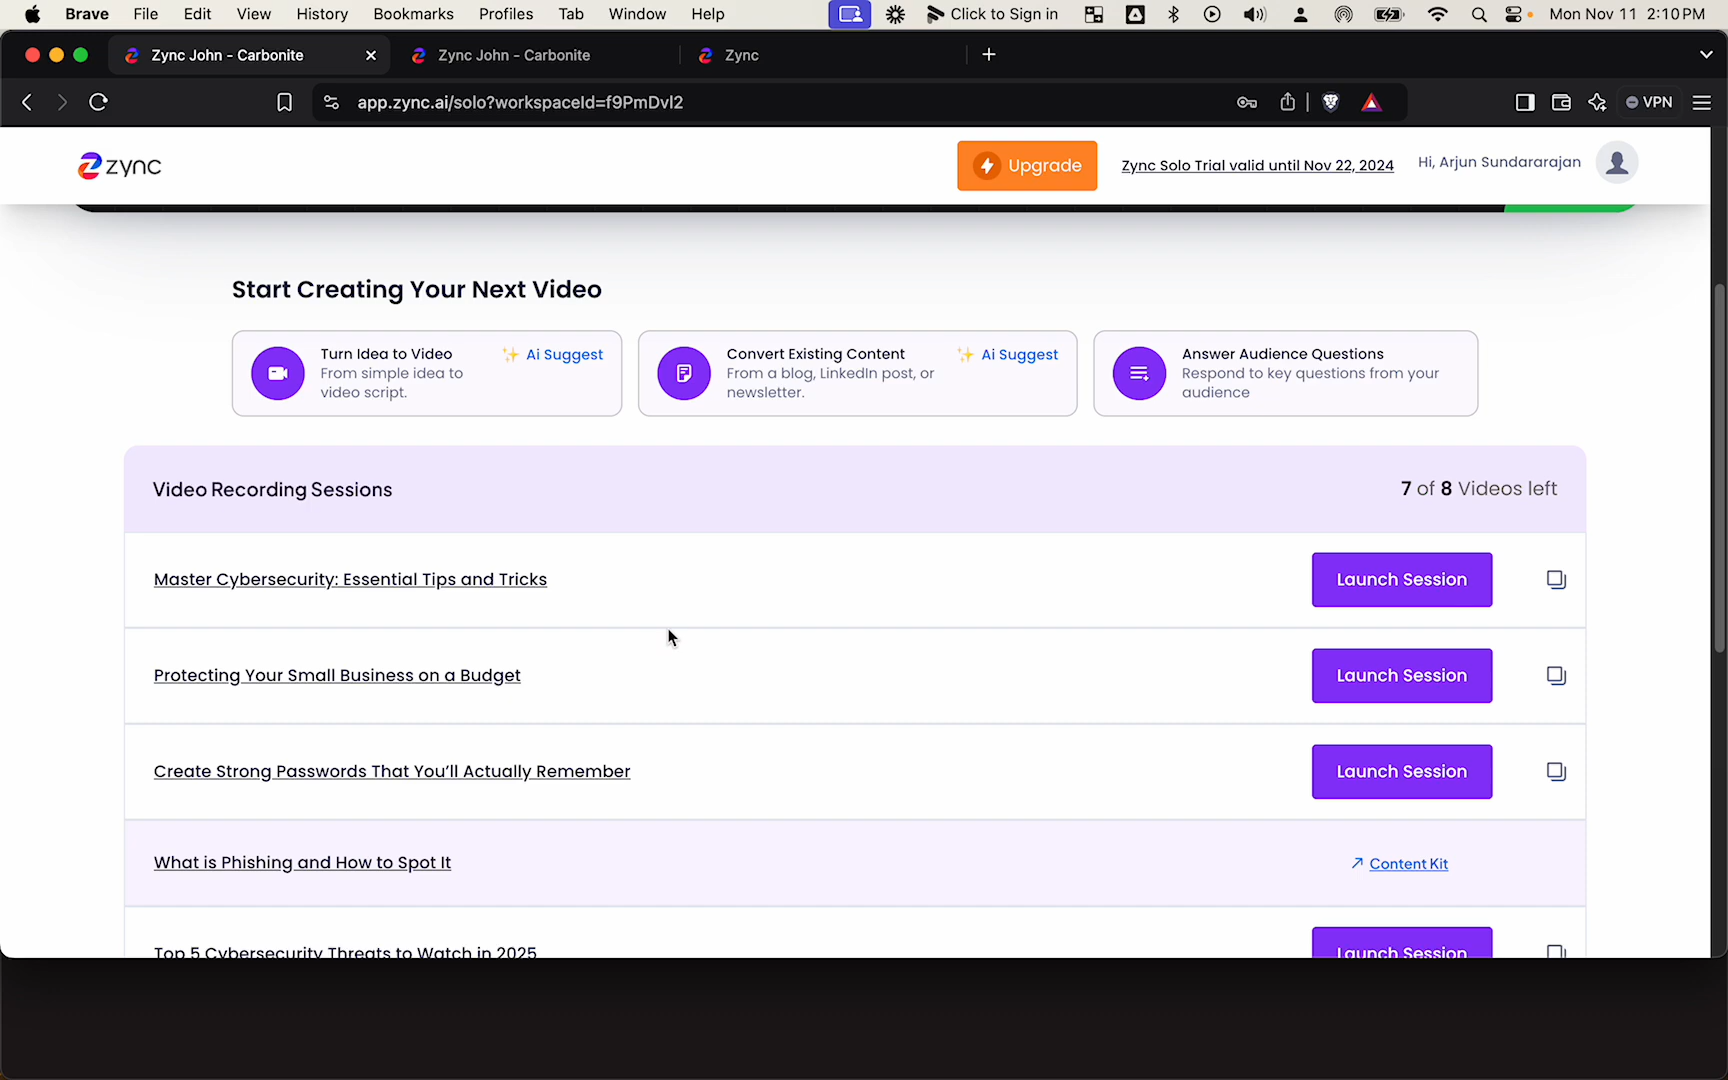 Brave File Edit View History Bookmarks Profiles Tab Window Help Click to Sign in Mon Nov 11 2:10 PM
Zync John - Carbonite Zync John - Carbonite Zync
app.zync.ai/solo?workspaceId=f9PmDvI2 VPN
zync Upgrade Zync Solo Trial valid until Nov 22, 2024 Hi, Arjun Sundararajan
Start Creating Your Next Video
Turn Idea to Video Ai Suggest
From simple idea to
video script.
Convert Existing Content Ai Suggest
From a blog, LinkedIn post, or
newsletter.
Answer Audience Questions
Respond to key questions from your
audience
Video Recording Sessions 7 of 8 Videos left
Master Cybersecurity: Essential Tips and Tricks Launch Session
Protecting Your Small Business on a Budget Launch Session
Create Strong Passwords That You’ll Actually Remember Launch Session
What is Phishing and How to Spot It Content Kit
Top 5 Cybersecurity Threats to Watch in 2025 Launch Session